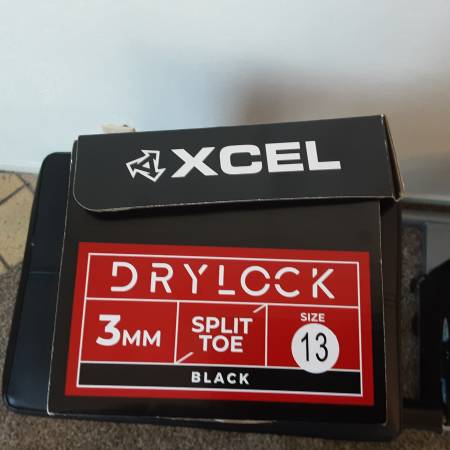 XCEL
DRYLOCK
3MM
SPLIT
TOE
SIZE
13
BLACK